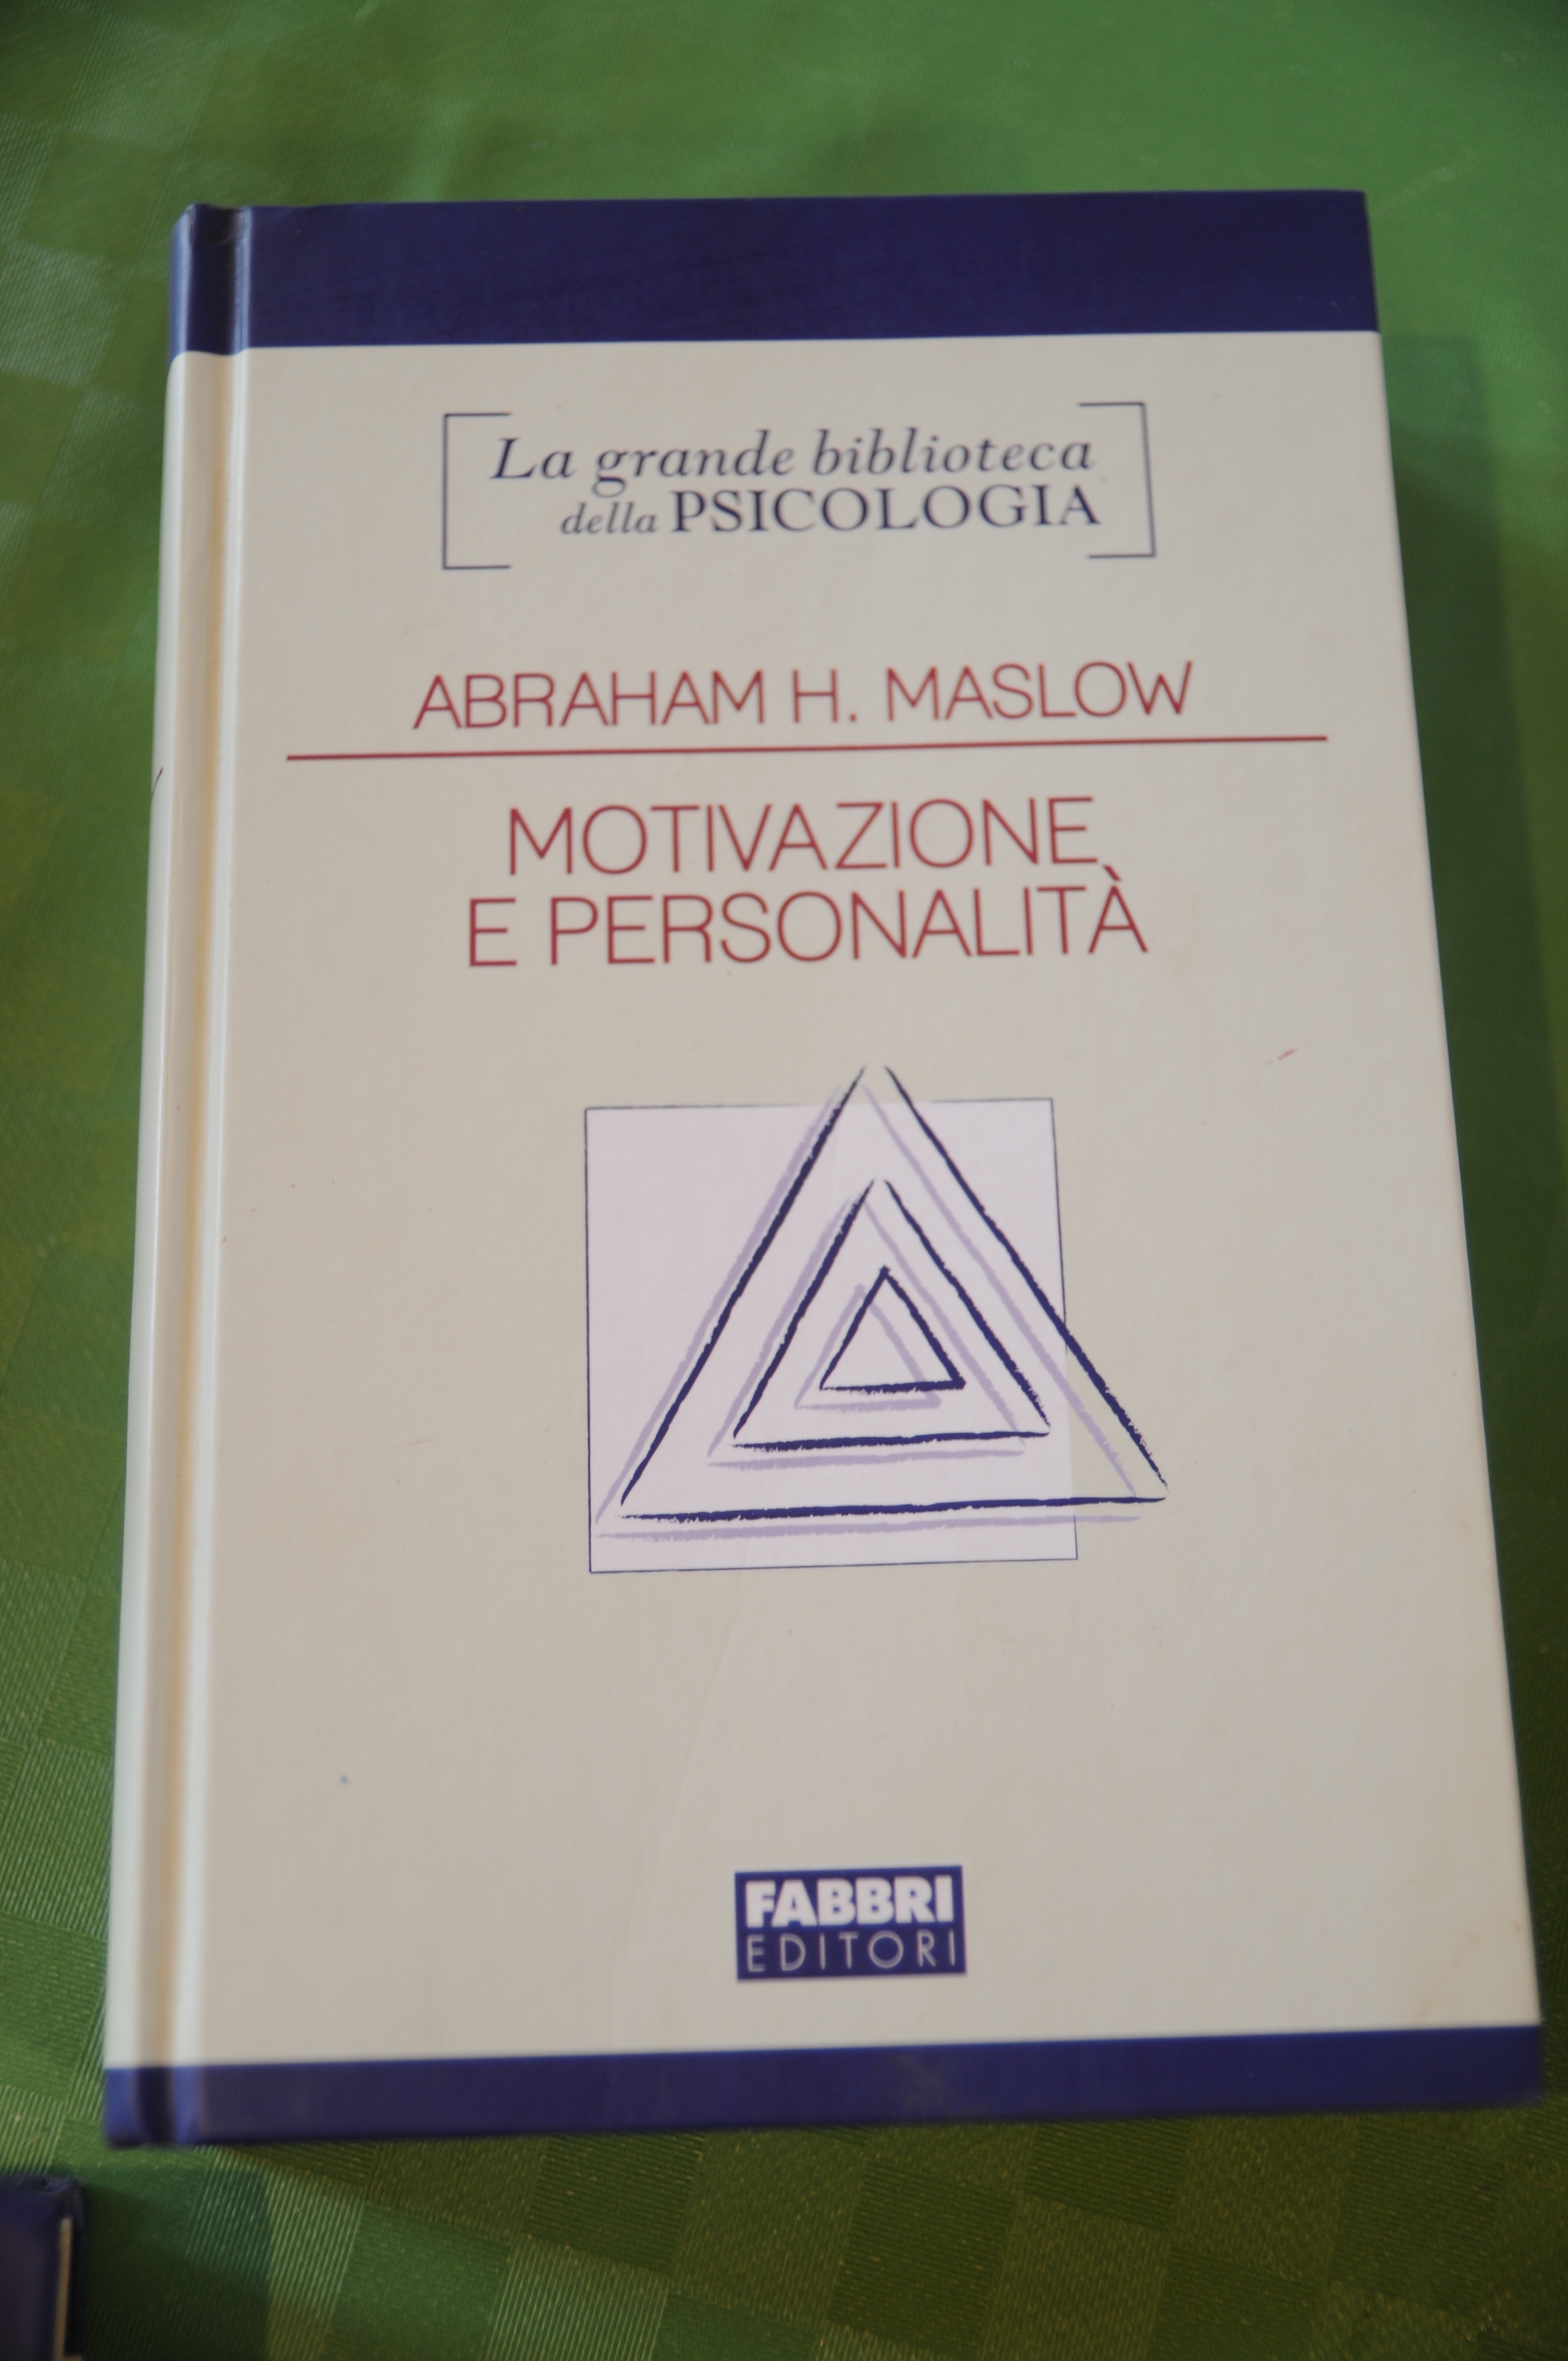 La grande biblioteca
della PSICOLOGIA
ABRAHAM H. MASLOW
MOTIVAZIONE
E PERSONALITÀ
FABBRI
EDITORI